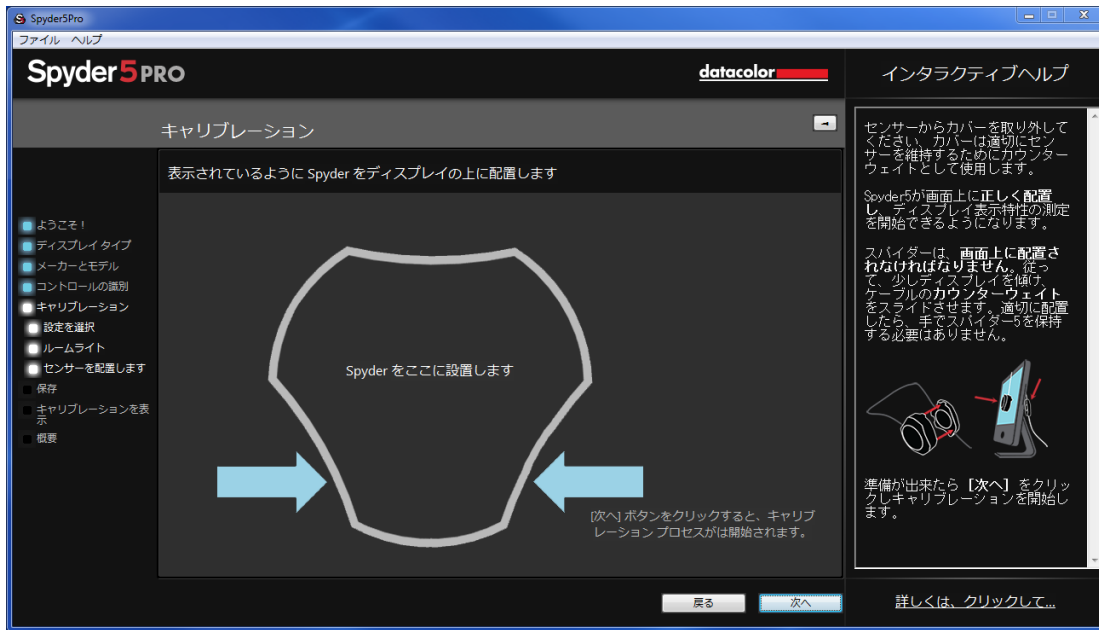 Spyder5Pro
ファイル ヘルプ
Spyder5PRO
datacolor
インタラクティブヘルプ
キャリブレーション
表示されているように Spyder をディスプレイの上に配置します
ようこそ！
ディスプレイ タイプ
メーカーとモデル
コントロールの識別
キャリブレーション
設定を選択
ルームライト
センサーを配置します
保存
キャリブレーションを表
示
概要
Spyder をここに設置します
[次へ] ボタンをクリックすると、キャリブ
レーション プロセスがは開始されます。
戻る
次へ
センサーからカバーを取り外して
ください、カバーは適切にセン
サーを維持するためにカウンター
ウェイトとして使用します。
Spyder5が画面上に正しく配置
し、ディスプレイ表示特性の測定
を開始できるようになります。
スパイダーは、画面上に配置さ
れなければなりません。従っ
て、少しディスプレイを傾け、
ケーブルのカウンターウェイト
をスライドさせます。適切に配置
したら、手でスパイダー5を保持
する必要はありません。
準備が出来たら [次へ] をクリッ
クしキャリブレーションを開始し
ます。
詳しくは、クリックして...